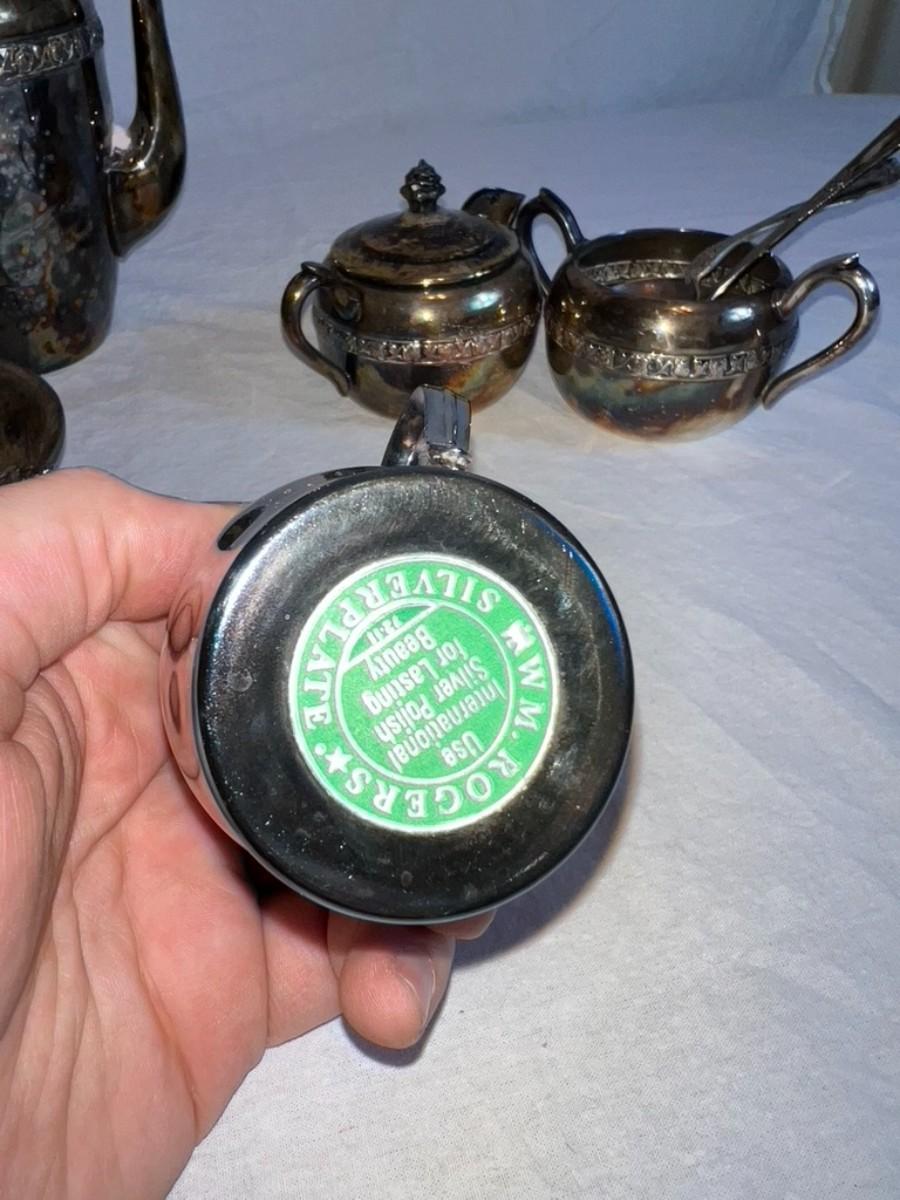 WM. ROGERS
SILVERPLATE
Use
International
Silver Polish
for Lasting
Beauty